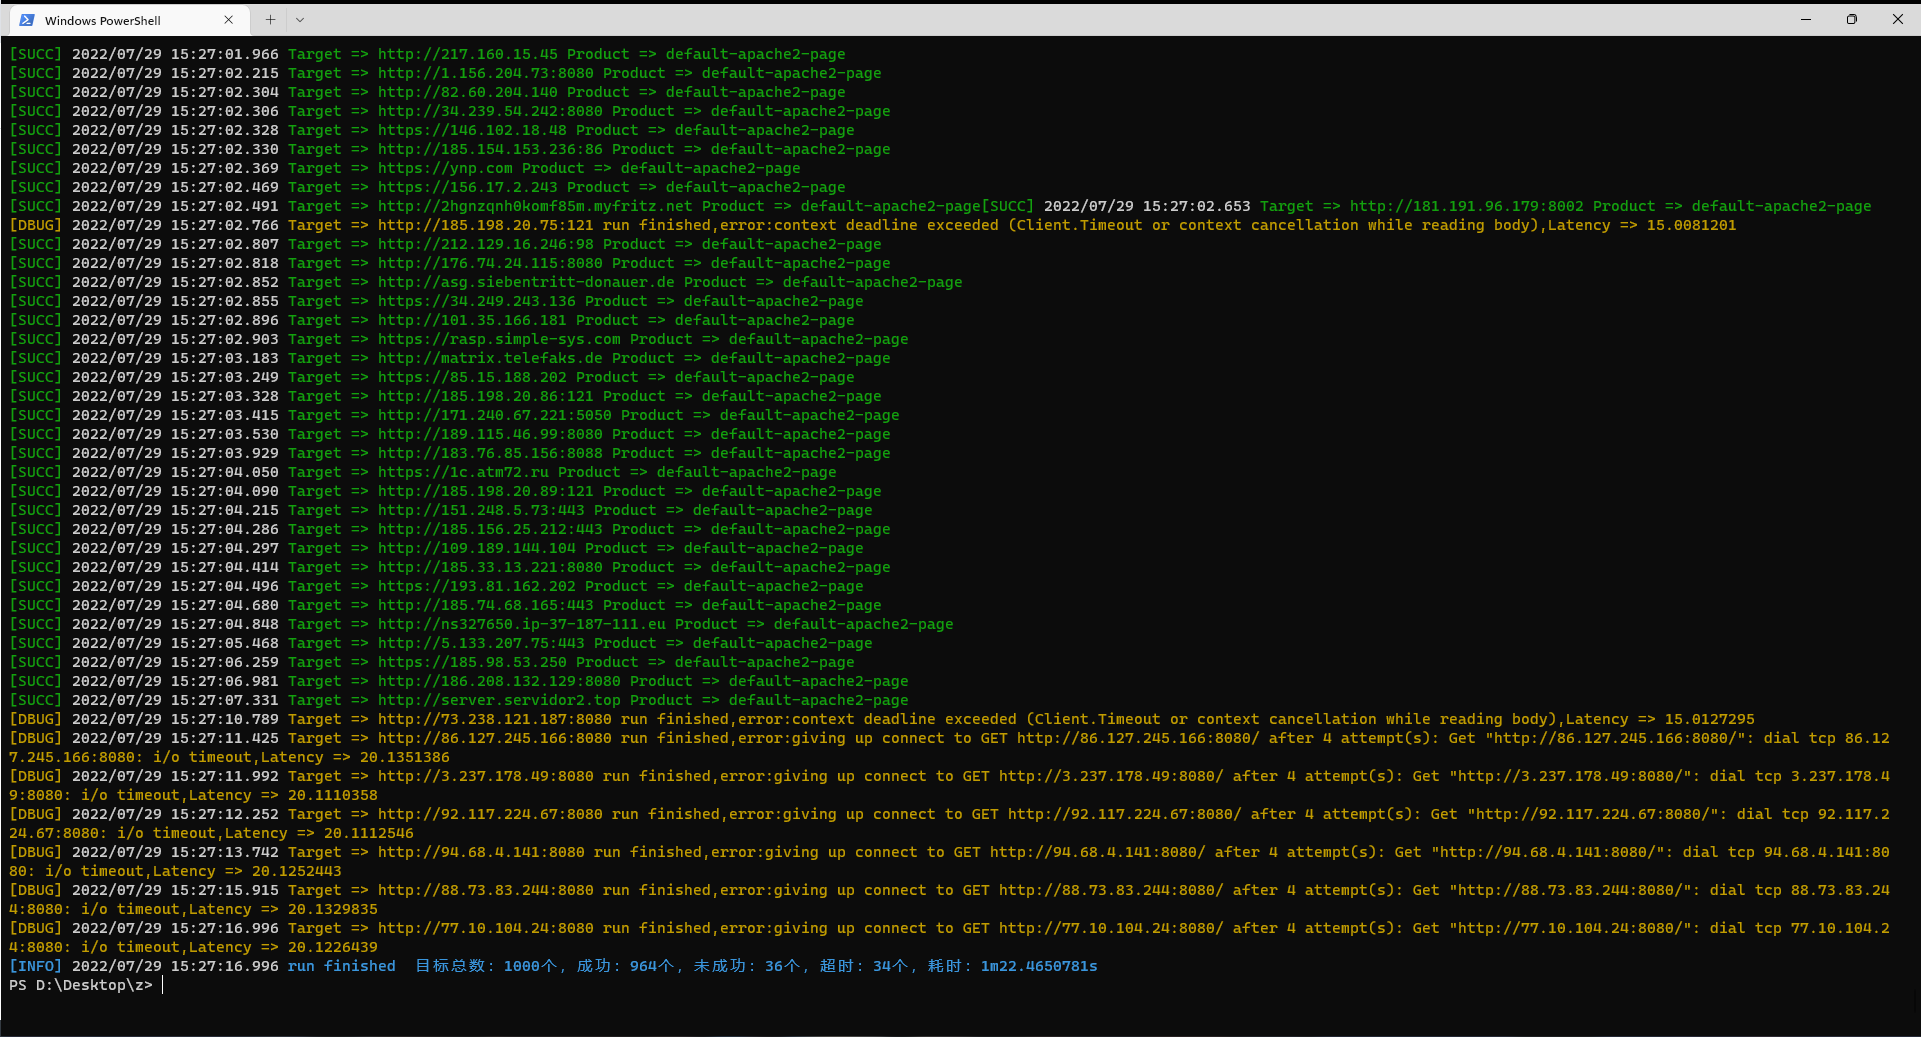 Windows PowerShell
[SUCC] 2022/07/29 15:27:01.966 Target => http://217.160.15.45 Product => default-apache2-page
[SUCC] 2022/07/29 15:27:02.215 Target => http://1.156.204.73:8080 Product => default-apache2-page
[SUCC] 2022/07/29 15:27:02.304 Target => http://82.60.204.140 Product => default-apache2-page
[SUCC] 2022/07/29 15:27:02.306 Target => http://34.239.54.242:8080 Product => default-apache2-page
[SUCC] 2022/07/29 15:27:02.328 Target => https://146.102.18.48 Product => default-apache2-page
[SUCC] 2022/07/29 15:27:02.330 Target => http://185.154.153.236:86 Product => default-apache2-page
[SUCC] 2022/07/29 15:27:02.369 Target => https://ynp.com Product => default-apache2-page
[SUCC] 2022/07/29 15:27:02.469 Target => https://156.17.2.243 Product => default-apache2-page
[SUCC] 2022/07/29 15:27:02.491 Target => http://2hgnzqnh0komf85m.myfritz.net Product => default-apache2-page[SUCC] 2022/07/29 15:27:02.653 Target => http://181.191.96.179:8002 Product => default-apache2-page
[DBUG] 2022/07/29 15:27:02.766 Target => http://185.198.20.75:121 run finished,error:context deadline exceeded (Client.Timeout or context cancellation while reading body),Latency => 15.0081201
[SUCC] 2022/07/29 15:27:02.807 Target => http://212.129.16.246:98 Product => default-apache2-page
[SUCC] 2022/07/29 15:27:02.818 Target => http://176.74.24.115:8080 Product => default-apache2-page
[SUCC] 2022/07/29 15:27:02.852 Target => http://asg.siebentritt-donauer.de Product => default-apache2-page
[SUCC] 2022/07/29 15:27:02.855 Target => https://34.249.243.136 Product => default-apache2-page
[SUCC] 2022/07/29 15:27:02.896 Target => http://101.35.166.181 Product => default-apache2-page
[SUCC] 2022/07/29 15:27:02.903 Target => https://rasp.simple-sys.com Product => default-apache2-page
[SUCC] 2022/07/29 15:27:03.183 Target => http://matrix.telefaks.de Product => default-apache2-page
[SUCC] 2022/07/29 15:27:03.249 Target => https://85.15.188.202 Product => default-apache2-page
[SUCC] 2022/07/29 15:27:03.328 Target => http://185.198.20.86:121 Product => default-apache2-page
[SUCC] 2022/07/29 15:27:03.415 Target => http://171.240.67.221:5050 Product => default-apache2-page
[SUCC] 2022/07/29 15:27:03.530 Target => http://189.115.46.99:8080 Product => default-apache2-page
[SUCC] 2022/07/29 15:27:03.929 Target => http://183.76.85.156:8088 Product => default-apache2-page
[SUCC] 2022/07/29 15:27:04.050 Target => https://1c.atm72.ru Product => default-apache2-page
[SUCC] 2022/07/29 15:27:04.090 Target => http://185.198.20.89:121 Product => default-apache2-page
[SUCC] 2022/07/29 15:27:04.215 Target => http://151.248.5.73:443 Product => default-apache2-page
[SUCC] 2022/07/29 15:27:04.286 Target => http://185.156.25.212:443 Product => default-apache2-page
[SUCC] 2022/07/29 15:27:04.297 Target => http://109.189.144.104 Product => default-apache2-page
[SUCC] 2022/07/29 15:27:04.414 Target => http://185.33.13.221:8080 Product => default-apache2-page
[SUCC] 2022/07/29 15:27:04.496 Target => https://193.81.162.202 Product => default-apache2-page
[SUCC] 2022/07/29 15:27:04.680 Target => http://185.74.68.165:443 Product => default-apache2-page
[SUCC] 2022/07/29 15:27:04.848 Target => http://ns327650.ip-37-187-111.eu Product => default-apache2-page
[SUCC] 2022/07/29 15:27:05.468 Target => http://5.133.207.75:443 Product => default-apache2-page
[SUCC] 2022/07/29 15:27:06.259 Target => https://185.98.53.250 Product => default-apache2-page
[SUCC] 2022/07/29 15:27:06.981 Target => http://186.208.132.129:8080 Product => default-apache2-page
[SUCC] 2022/07/29 15:27:07.331 Target => http://server.servidor2.top Product => default-apache2-page
[DBUG] 2022/07/29 15:27:10.789 Target => http://73.238.121.187:8080 run finished,error:context deadline exceeded (Client.Timeout or context cancellation while reading body),Latency => 15.0127295
[DBUG] 2022/07/29 15:27:11.425 Target => http://86.127.245.166:8080 run finished,error:giving up connect to GET http://86.127.245.166:8080/ after 4 attempt(s): Get "http://86.127.245.166:8080/": dial tcp 86.12
7.245.166:8080: i/o timeout,Latency => 20.1351386
[DBUG] 2022/07/29 15:27:11.992 Target => http://3.237.178.49:8080 run finished,error:giving up connect to GET http://3.237.178.49:8080/ after 4 attempt(s): Get "http://3.237.178.49:8080/": dial tcp 3.237.178.4
9:8080: i/o timeout,Latency => 20.1110358
[DBUG] 2022/07/29 15:27:12.252 Target => http://92.117.224.67:8080 run finished,error:giving up connect to GET http://92.117.224.67:8080/ after 4 attempt(s): Get "http://92.117.224.67:8080/": dial tcp 92.117.2
24.67:8080: i/o timeout,Latency => 20.1112546
[DBUG] 2022/07/29 15:27:13.742 Target => http://94.68.4.141:8080 run finished,error:giving up connect to GET http://94.68.4.141:8080/ after 4 attempt(s): Get "http://94.68.4.141:8080/": dial tcp 94.68.4.141:80
80: i/o timeout,Latency => 20.1252443
[DBUG] 2022/07/29 15:27:15.915 Target => http://88.73.83.244:8080 run finished,error:giving up connect to GET http://88.73.83.244:8080/ after 4 attempt(s): Get "http://88.73.83.244:8080/": dial tcp 88.73.83.24
4:8080: i/o timeout,Latency => 20.1329835
[DBUG] 2022/07/29 15:27:16.996 Target => http://77.10.104.24:8080 run finished,error:giving up connect to GET http://77.10.104.24:8080/ after 4 attempt(s): Get "http://77.10.104.24:8080/": dial tcp 77.10.104.2
4:8080: i/o timeout,Latency => 20.1226439
[INFO] 2022/07/29 15:27:16.996 run finished 目标总数: 1000个, 成功: 964个, 未成功: 36个, 超时: 34个, 耗时: 1m22.4650781s
PS D:\Desktop\z>